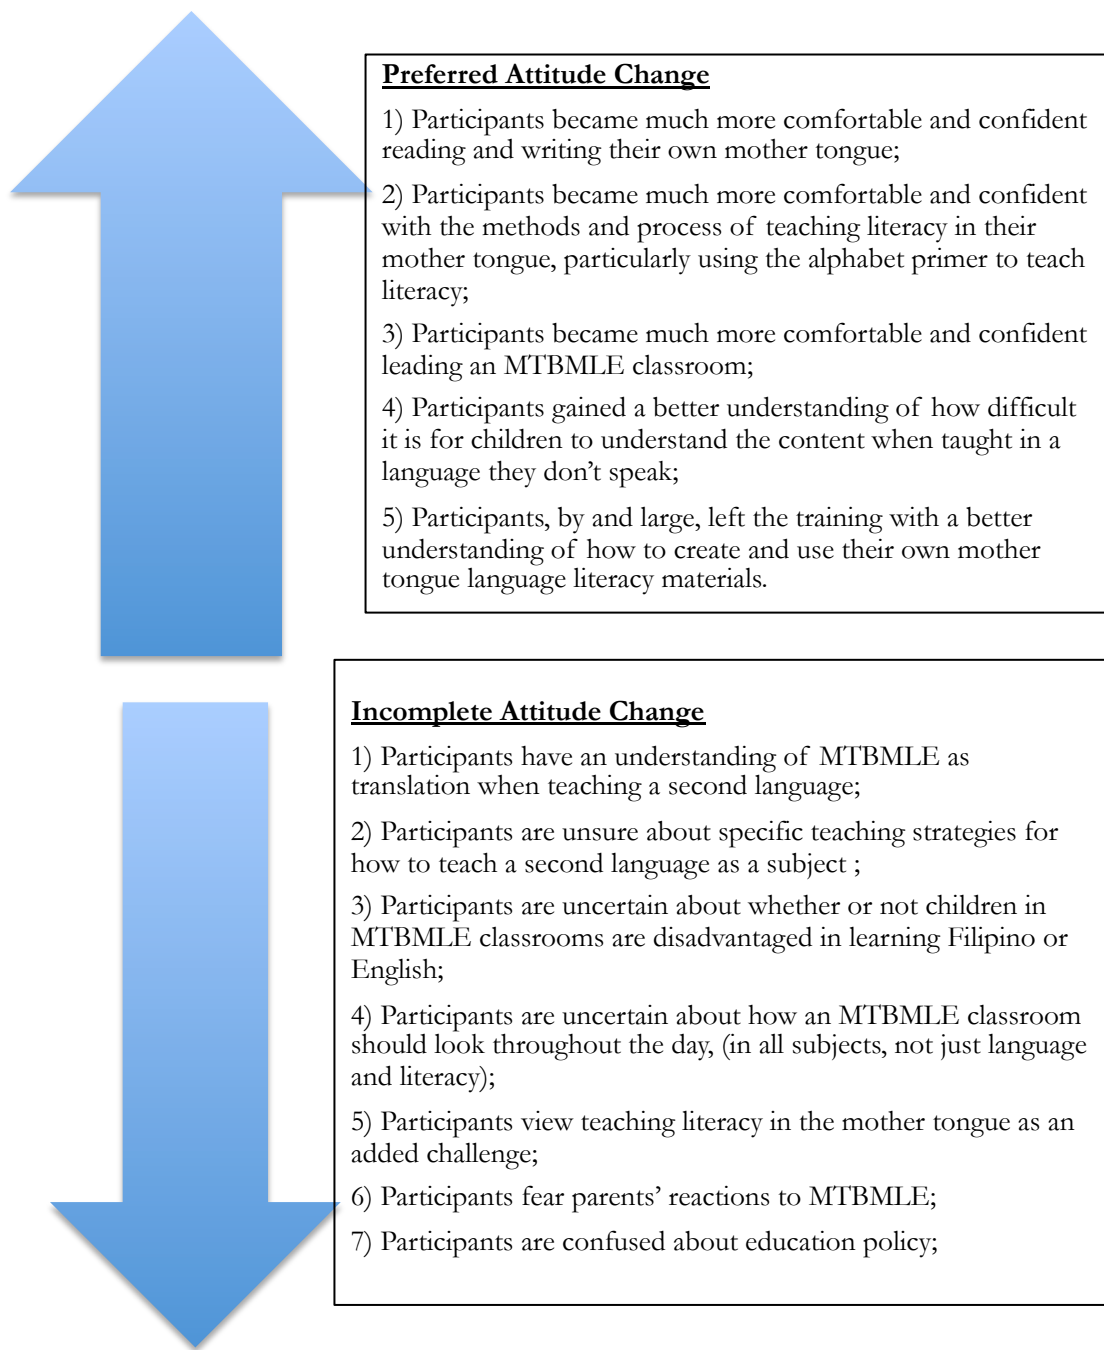 Preferred Attitude Change
1) Participants became much more comfortable and confident
reading and writing their own mother tongue;
2) Participants became much more comfortable and confident
with the methods and process of teaching literacy in their
mother tongue, particularly using the alphabet primer to teach
literacy;
3) Participants became much more comfortable and confident
leading an MTBMLE classroom;
4) Participants gained a better understanding of how difficult
it is for children to understand the content when taught in a
language they don't speak;
5) Participants, by and large, left the training with a better
understanding of how to create and use their own mother
tongue language literacy materials.
Incomplete Attitude Change
1) Participants have an understanding of MTBMLE as
translation when teaching a second language;
2) Participants are unsure about specific teaching strategies for
how to teach a second language as a subject ;
3) Participants are uncertain about whether or not children in
MTBMLE classrooms are disadvantaged in learning Filipino or
English;
4) Participants are uncertain about how an MTBMLE classroom
should look throughout the day, (in all subjects, not just language
and literacy);
5) Participants view teaching literacy in the mother tongue as an
added challenge;
6) Participants fear parents' reactions to MTBMLE;
7) Participants are confused about education policy;